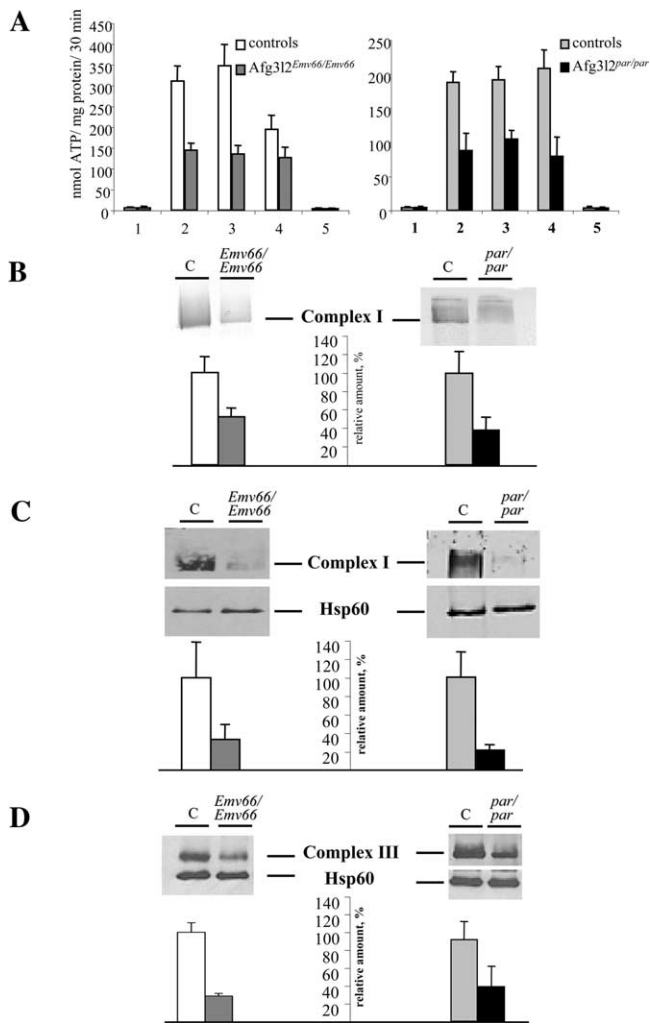 A
nmol ATP/ mg protein/ 30 min
450
400
350
300
250
200
150
100
50
0
controls
Afg3l2Emv66/Emv66
1 2 3 4 5
250
200
150
100
50
0
controls
Afg3l2par/par
1 2 3 4 5
B
C
Emv66/
Emv66
C
par/
par
Complex I
140
120
100
80
60
40
20
relative amount, %
C
C
Emv66/
Emv66
C
par/
par
Complex I
Hsp60
140
120
100
80
60
40
20
relative amount, %
D
C
Emv66/
Emv66
C
par/
par
Complex III
Hsp60
140
120
100
80
60
40
20
relative amount, %